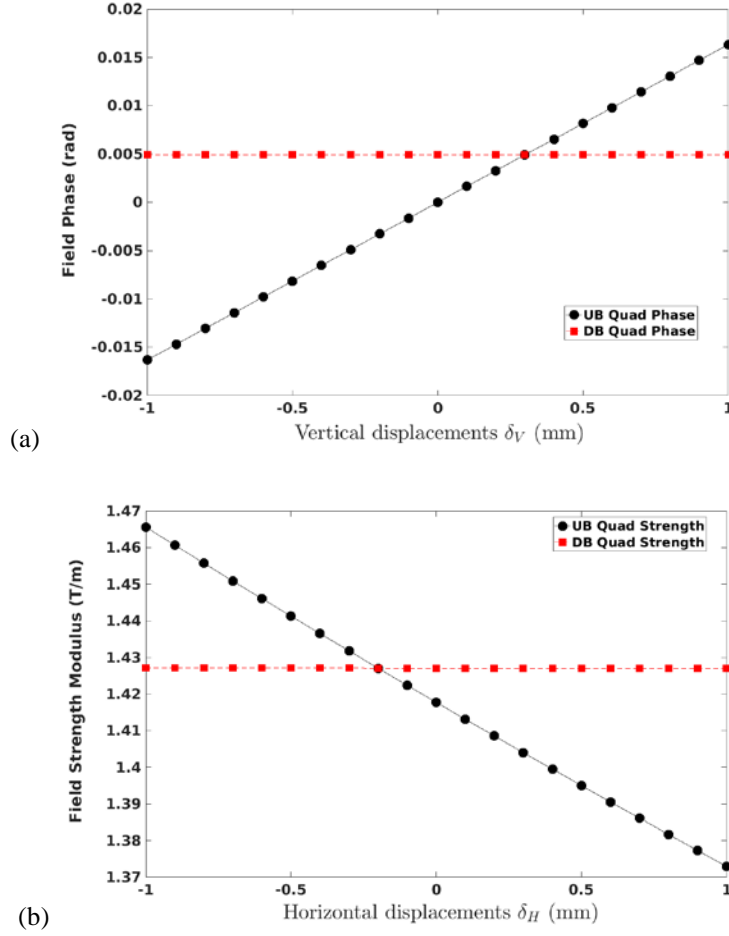 0.02
0.015
0.01
0.005
0
-0.005
-0.01
-0.015
-0.02
Field Phase (rad)
UB Quad Phase
DB Quad Phase
-1 -0.5 0 0.5 1
Vertical displacements δ_V (mm)
(a)
1.47
1.46
1.45
1.44
1.43
1.42
1.41
1.4
1.39
1.38
1.37
Field Strength Modulus (T/m)
UB Quad Strength
DB Quad Strength
-1 -0.5 0 0.5 1
Horizontal displacements δ_H (mm)
(b)